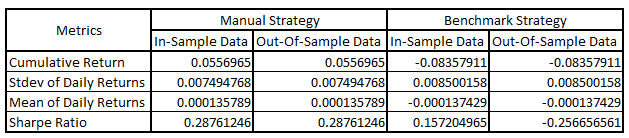 Metrics Manual Strategy Benchmark Strategy
In-Sample Data Out-Of-Sample Data In-Sample Data Out-Of-Sample Data
Cumulative Return 0.0556965 0.0556965 -0.08357911 -0.08357911
Stdev of Daily Returns 0.007494768 0.007494768 0.008500158 0.008500158
Mean of Daily Returns 0.000135789 0.000135789 -0.000137429 -0.000137429
Sharpe Ratio 0.28761246 0.28761246 0.157204965 -0.256656561